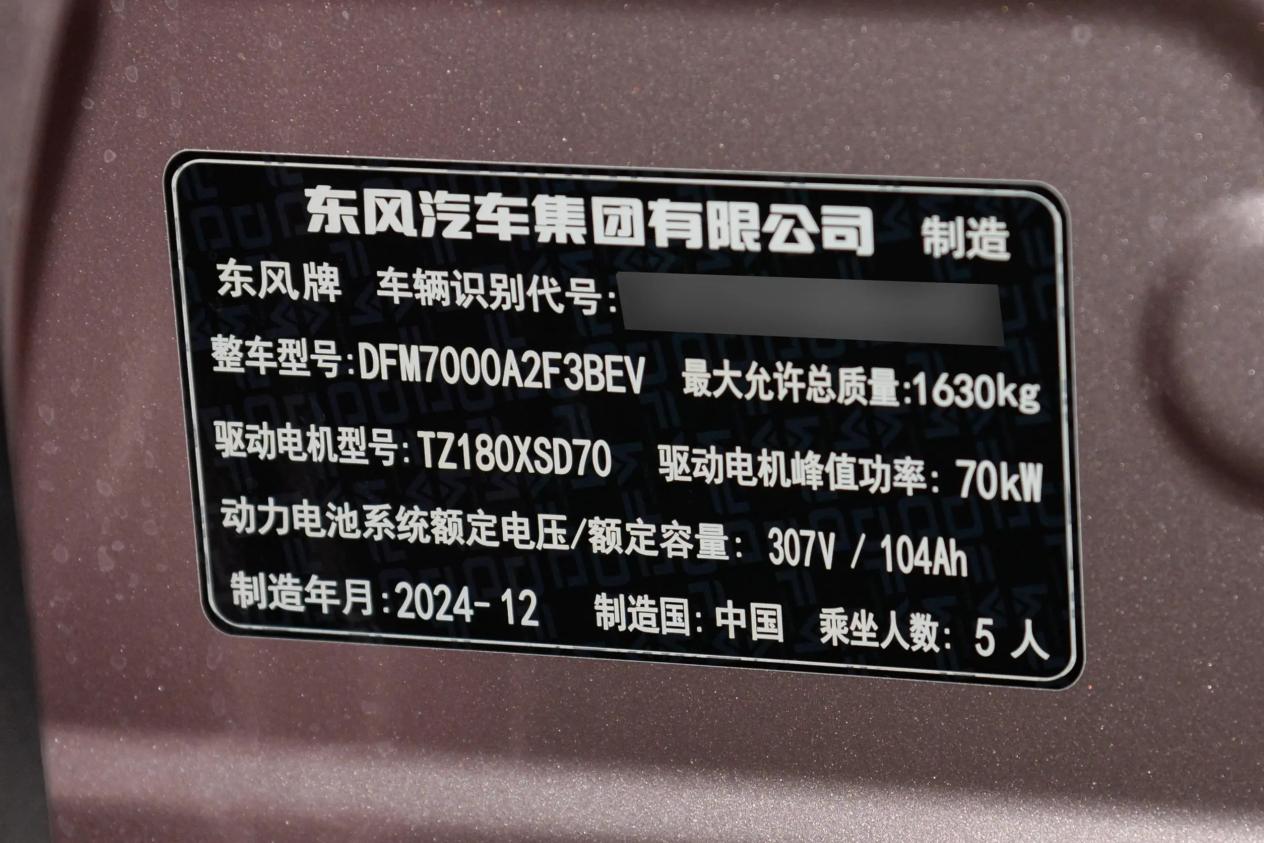 东风汽车集团有限公司 制造
东风牌 车辆识别代号:
整车型号:DFM7000A2F3BEV 最大允许总质量:1630kg
驱动电机型号:TZ180XSD70 驱动电机峰值功率: 70kW
动力电池系统额定电压/额定容量: 307V / 104Ah
制造年月:2024-12 制造国: 中国 乘坐人数: 5 人